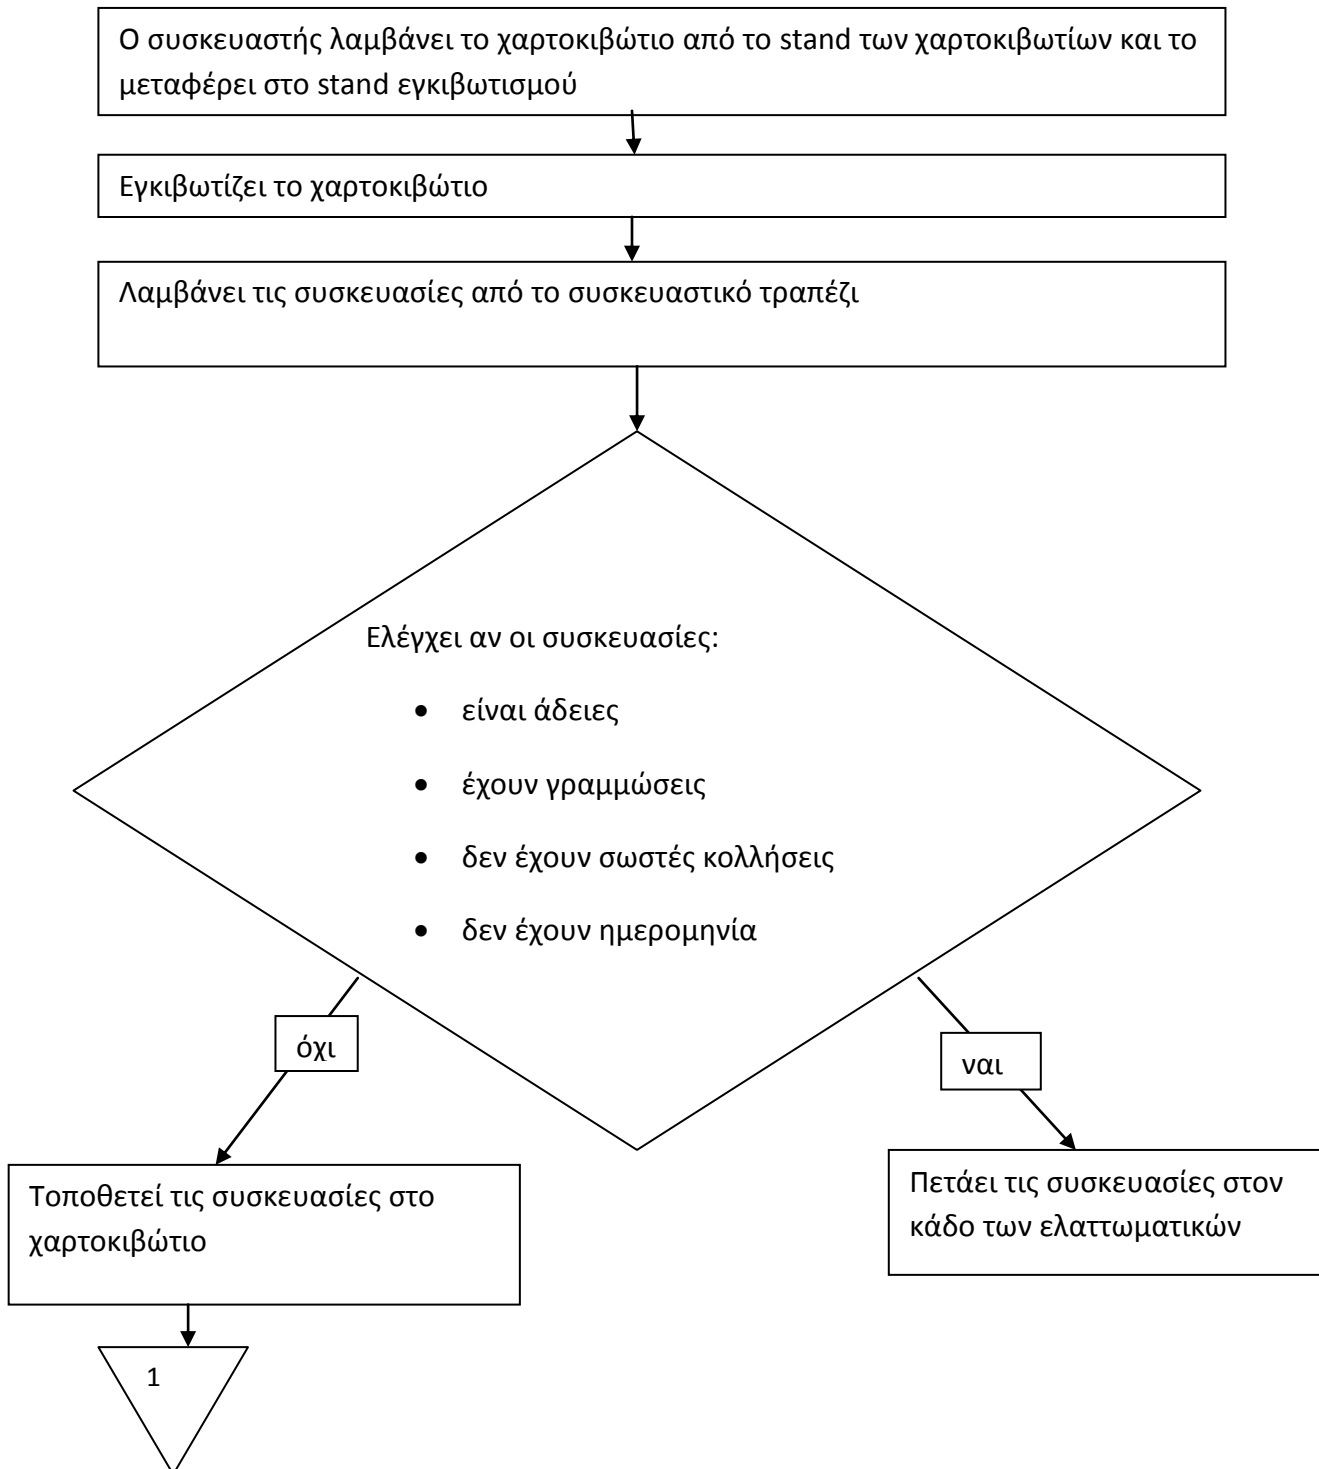 Ο συσκευαστής λαμβάνει το χαρτοκιβώτιο από το stand των χαρτοκιβωτίων και το
μεταφέρει στο stand εγκιβωτισμού
Εγκιβωτίζει το χαρτοκιβώτιο
Λαμβάνει τις συσκευασίες από το συσκευαστικό τραπέζι
Ελέγχει αν οι συσκευασίες:
• είναι άδειες
• έχουν γραμμώσεις
• δεν έχουν σωστές κολλήσεις
• δεν έχουν ημερομηνία
όχι
ναι
Τοποθετεί τις συσκευασίες στο
χαρτοκιβώτιο
Πετάει τις συσκευασίες στον
κάδο των ελαττωματικών
1